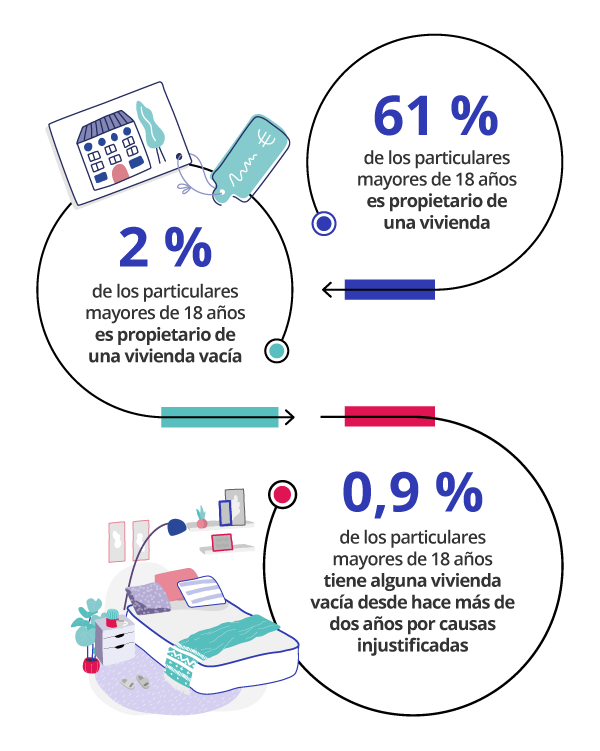 61 %
de los particulares
mayores de 18 años
es propietario de
una vivienda
2 %
de los particulares
mayores de 18 años
es propietario de
una vivienda vacía
€
0,9 %
de los particulares
mayores de 18 años
tiene alguna vivienda
vacía desde hace más de
dos años por causas
injustificadas